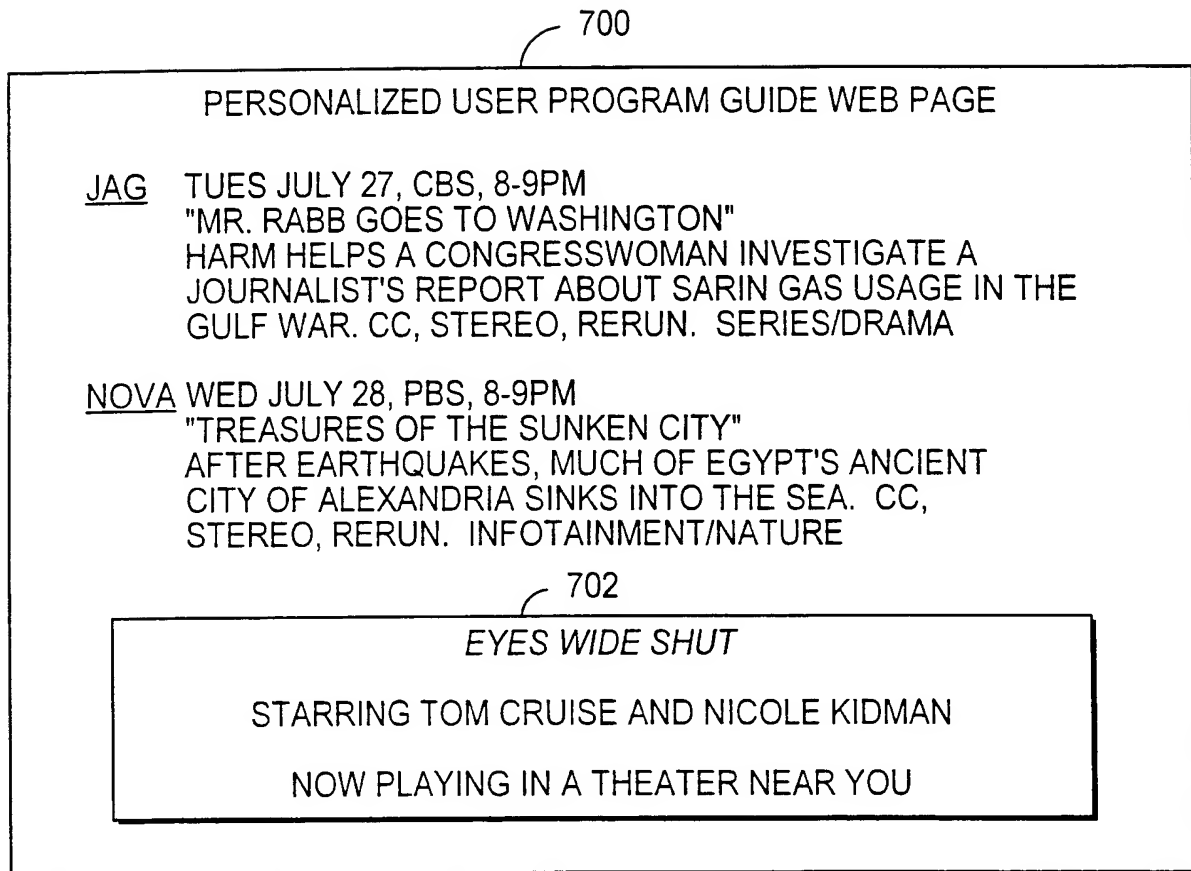 700
PERSONALIZED USER PROGRAM GUIDE WEB PAGE
JAG TUES JULY 27, CBS, 8-9PM
"MR. RABB GOES TO WASHINGTON"
HARM HELPS A CONGRESSWOMAN INVESTIGATE A
JOURNALIST'S REPORT ABOUT SARIN GAS USAGE IN THE
GULF WAR. CC, STEREO, RERUN. SERIES/DRAMA
NOVA WED JULY 28, PBS, 8-9PM
"TREASURES OF THE SUNKEN CITY"
AFTER EARTHQUAKES, MUCH OF EGYPT'S ANCIENT
CITY OF ALEXANDRIA SINKS INTO THE SEA. CC,
STEREO, RERUN. INFOTAINMENT/NATURE
702
EYES WIDE SHUT
STARRING TOM CRUISE AND NICOLE KIDMAN
NOW PLAYING IN A THEATER NEAR YOU